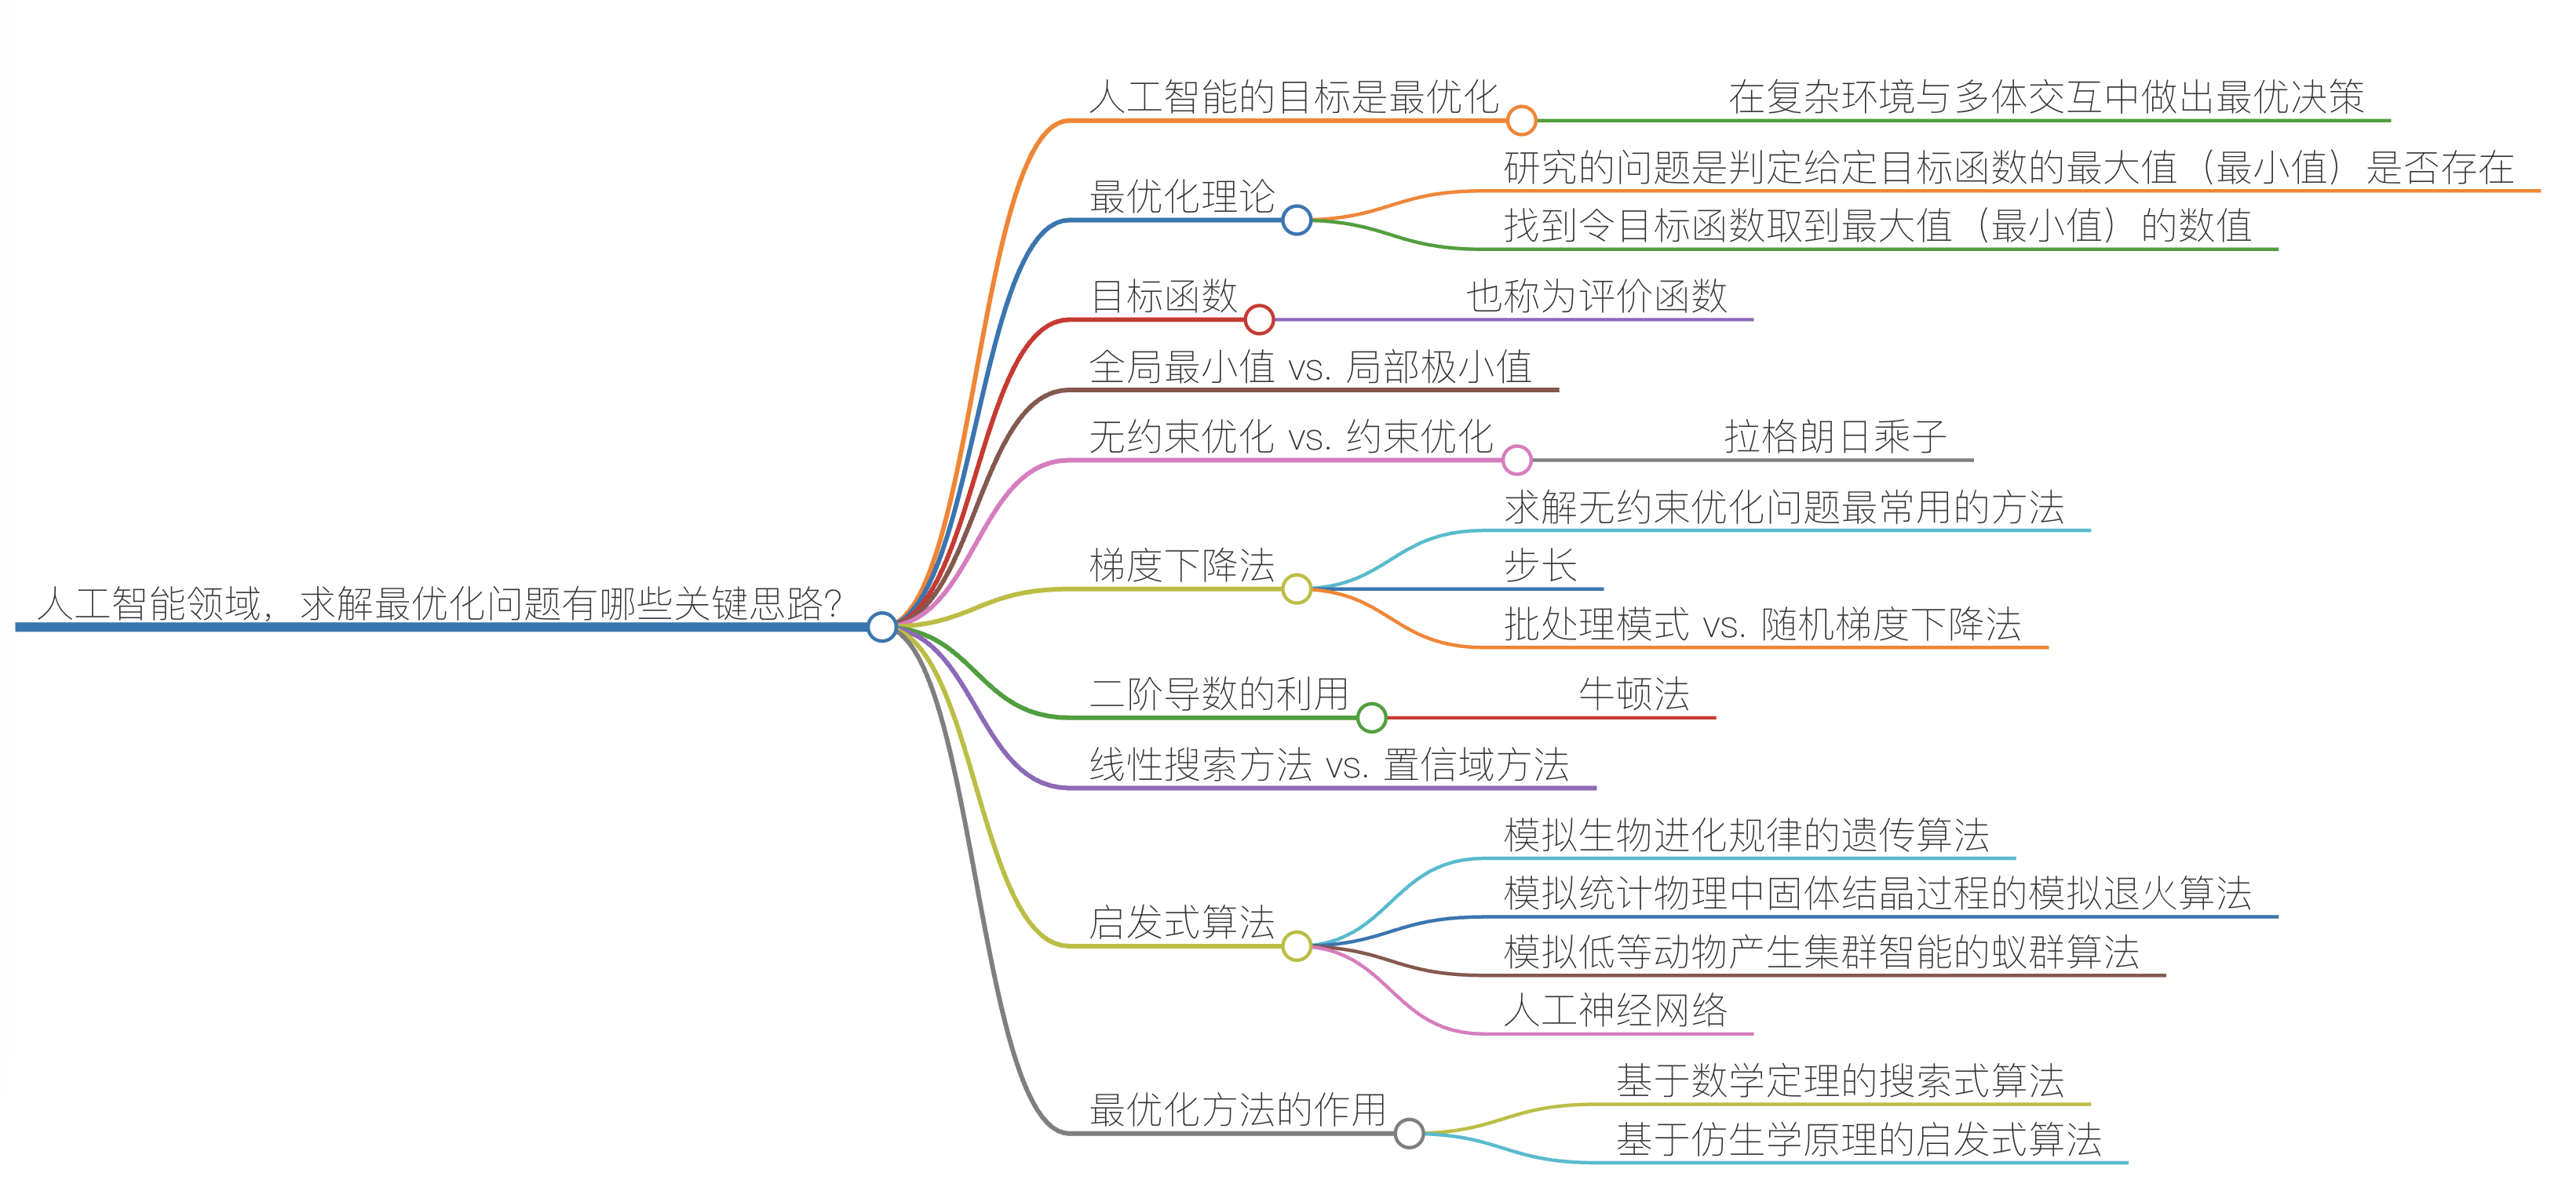 人工智能领域，求解最优化问题有哪些关键思路？
人工智能的目标是最优化
在复杂环境与多体交互中做出最优决策
最优化理论
研究的问题是判定给定目标函数的最大值（最小值）是否存在
找到令目标函数取到最大值（最小值）的数值
目标函数
也称为评价函数
全局最小值 vs. 局部极小值
无约束优化 vs. 约束优化
拉格朗日乘子
梯度下降法
求解无约束优化问题最常用的方法
步长
批处理模式 vs. 随机梯度下降法
二阶导数的利用
牛顿法
线性搜索方法 vs. 置信域方法
启发式算法
模拟生物进化规律的遗传算法
模拟统计物理中固体结晶过程的模拟退火算法
模拟低等动物产生集群智能的蚁群算法
人工神经网络
最优化方法的作用
基于数学定理的搜索式算法
基于仿生学原理的启发式算法